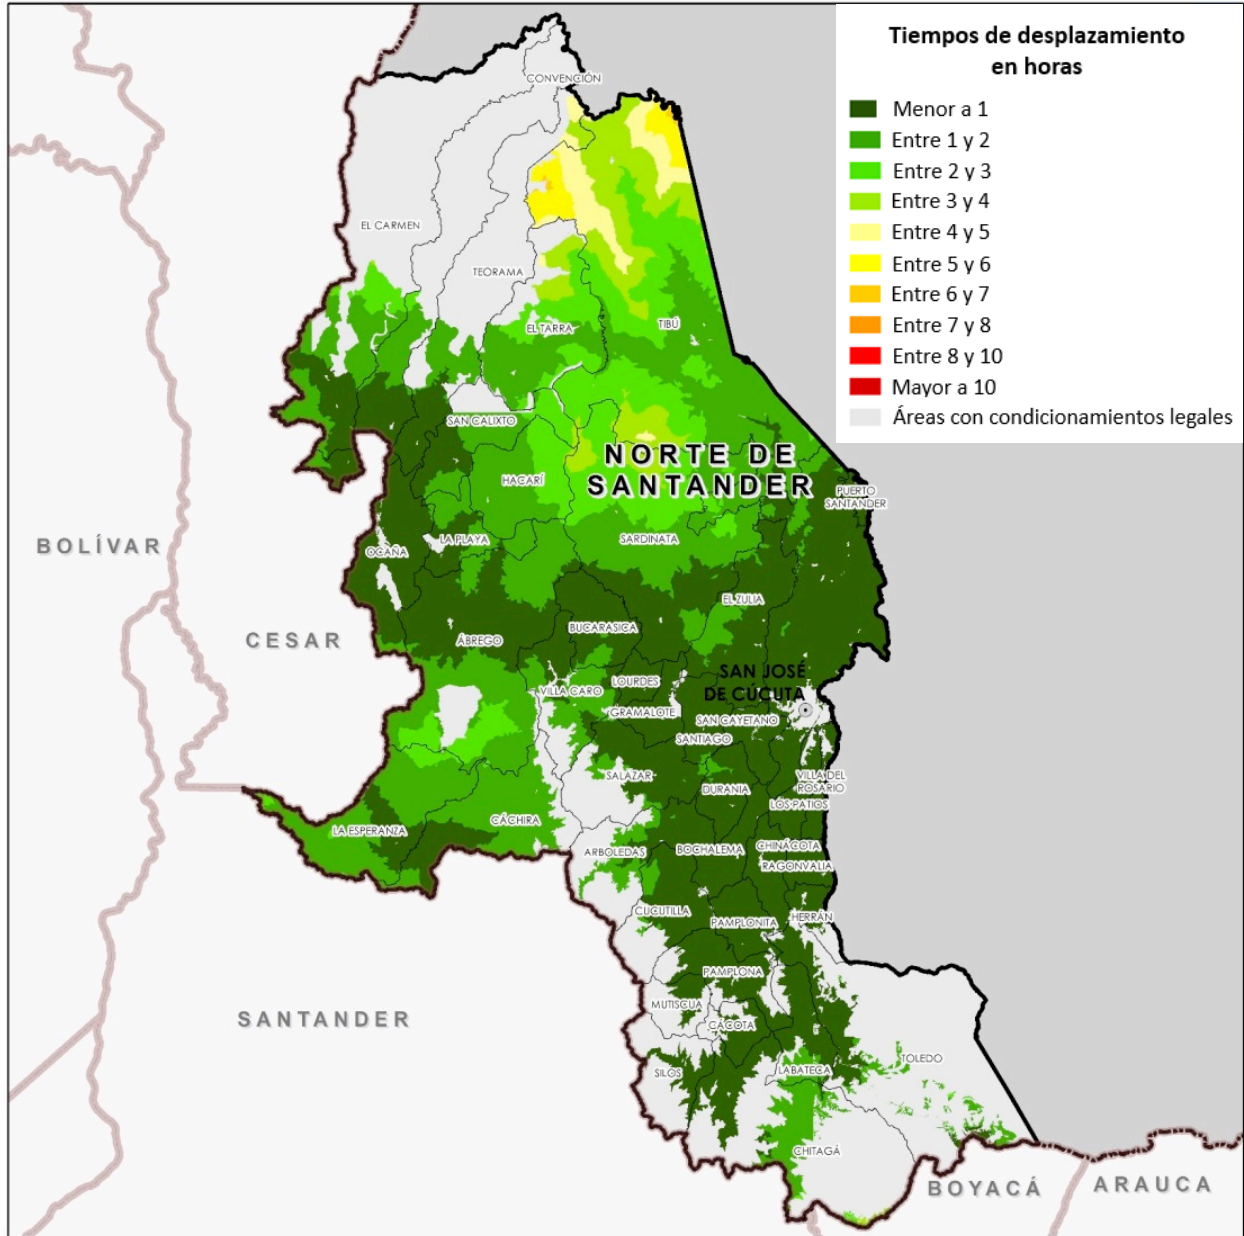 Tiempos de desplazamiento
en horas
Menor a 1
Entre 1 y 2
Entre 2 y 3
Entre 3 y 4
Entre 4 y 5
Entre 5 y 6
Entre 6 y 7
Entre 7 y 8
Entre 8 y 10
Mayor a 10
Áreas con condicionamientos legales
CONVENCIÓN
EL CARMEN
TEORAMA
EL TARRA
TIBÚ
SAN CALIXTO
NORTE DE
SANTANDER
HACARÍ
PUERTO
SANTANDER
BOLÍVAR
OCAÑA
LA PLAYA
SARDINATA
EL ZULIA
CESAR
ÁBREGO
BUCARASICA
SAN JOSÉ
DE CÚCUTA
LOURDES
VILLA CARO
GRAMALOTE
SAN CAYETANO
SANTIAGO
SALAZAR
DURANIA
VILLA DEL
ROSARIO
LOS PATIOS
LA ESPERANZA
CÁCHIRA
ARBOLEDAS
BOCHALEMA
CHINÁCOTA
RAGONVALIA
CUCUTILLA
PAMPLONITA
HERRÁN
PAMPLONA
MUTISCUA
CÁCOTA
SANTANDER
SILOS
LABATECA
TOLEDO
CHITAGÁ
BOYACÁ
ARAUCA